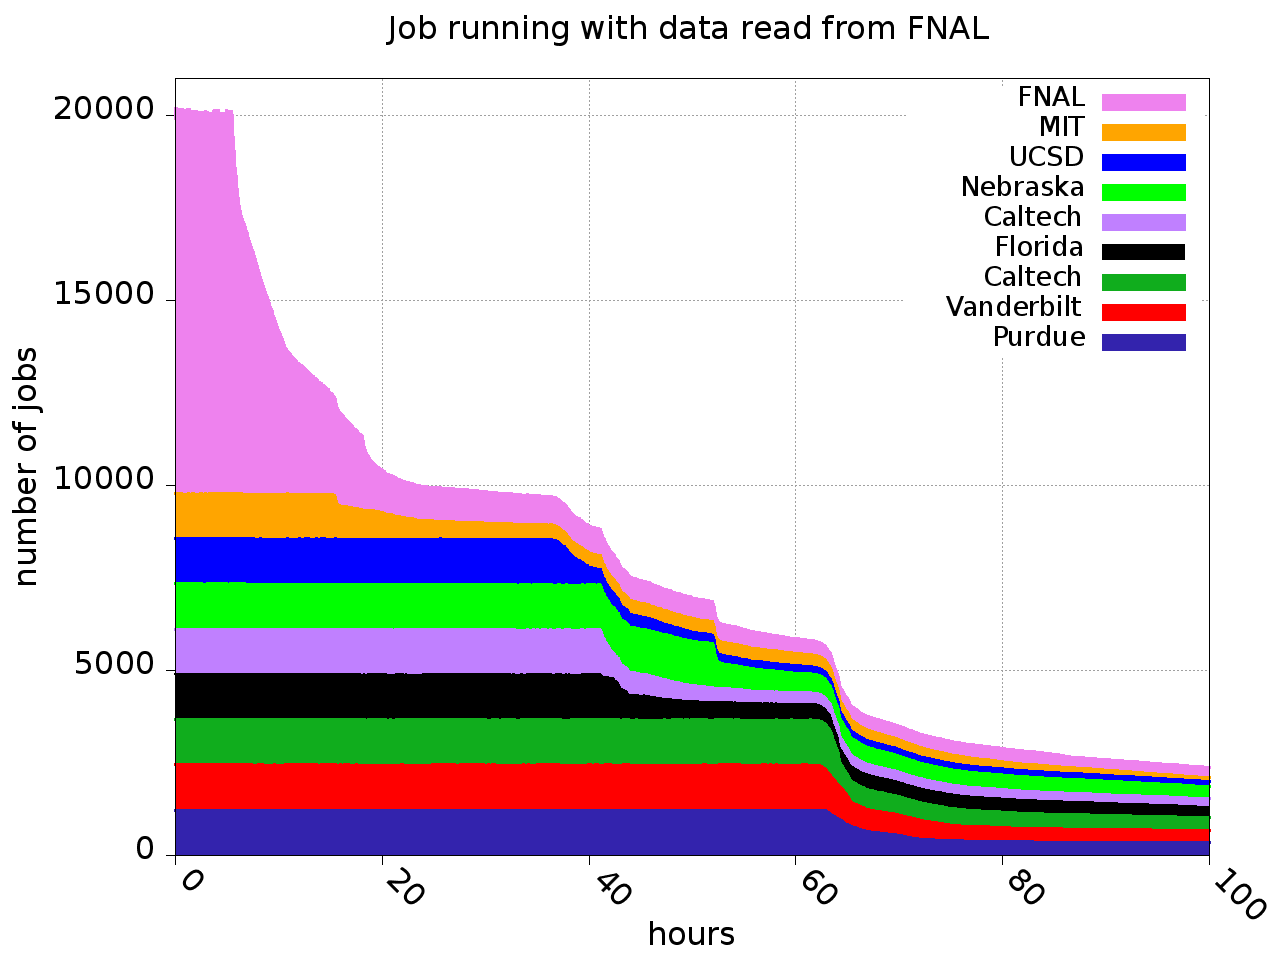 Job running with data read from FNAL
20000
15000
10000
5000
0
number of jobs
FNAL
MIT
UCSD
Nebraska
Caltech
Florida
Caltech
Vanderbilt
Purdue
0
20
40
60
80
100
hours